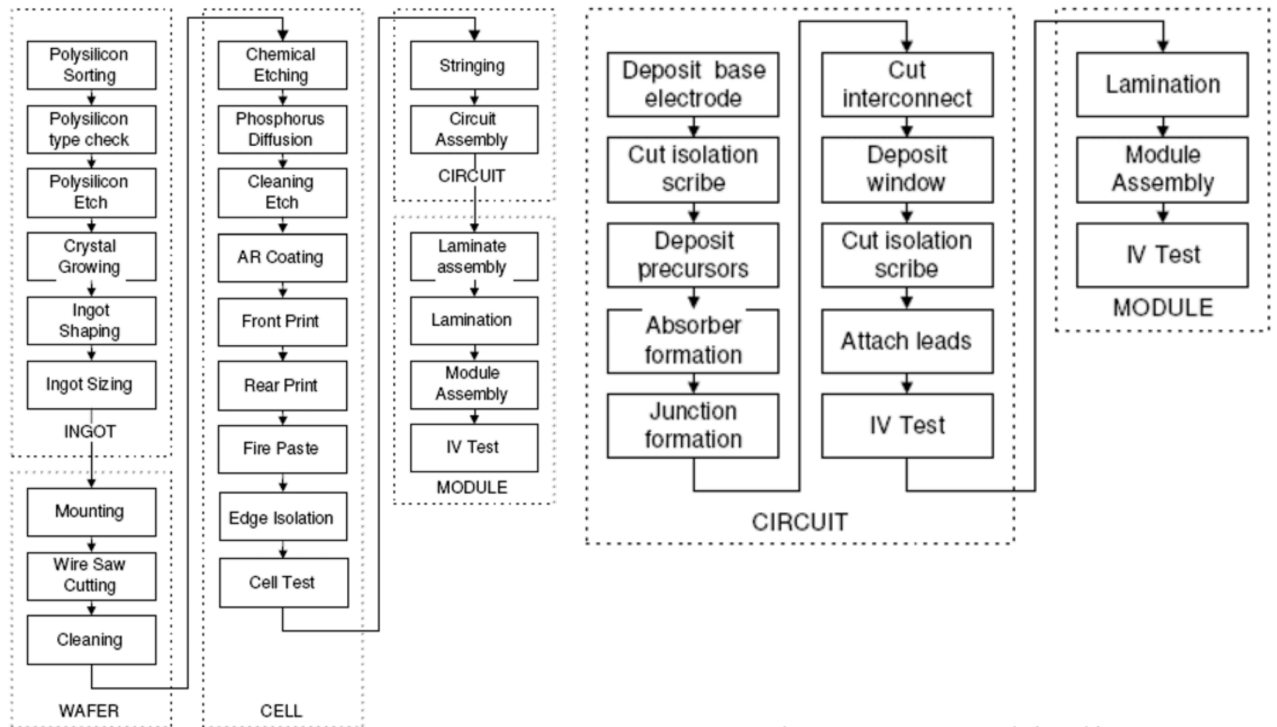 Polysilicon
Sorting
Polysilicon
type check
Polysilicon
Etch
Crystal
Growing
Ingot
Shaping
Ingot Sizing
INGOT
Mounting
Wire Saw
Cutting
Cleaning
WAFER
Chemical
Etching
Phosphorus
Diffusion
Cleaning
Etch
AR Coating
Front Print
Rear Print
Fire Paste
Edge Isolation
Cell Test
CELL
Stringing
Circuit
Assembly
CIRCUIT
Laminate
assembly
Lamination
Module
Assembly
IV Test
MODULE
Deposit base
electrode
Cut isolation
scribe
Deposit
precursors
Absorber
formation
Junction
formation
Cut
interconnect
Deposit
window
Cut isolation
scribe
Attach leads
IV Test
CIRCUIT
Lamination
Module
Assembly
IV Test
MODULE